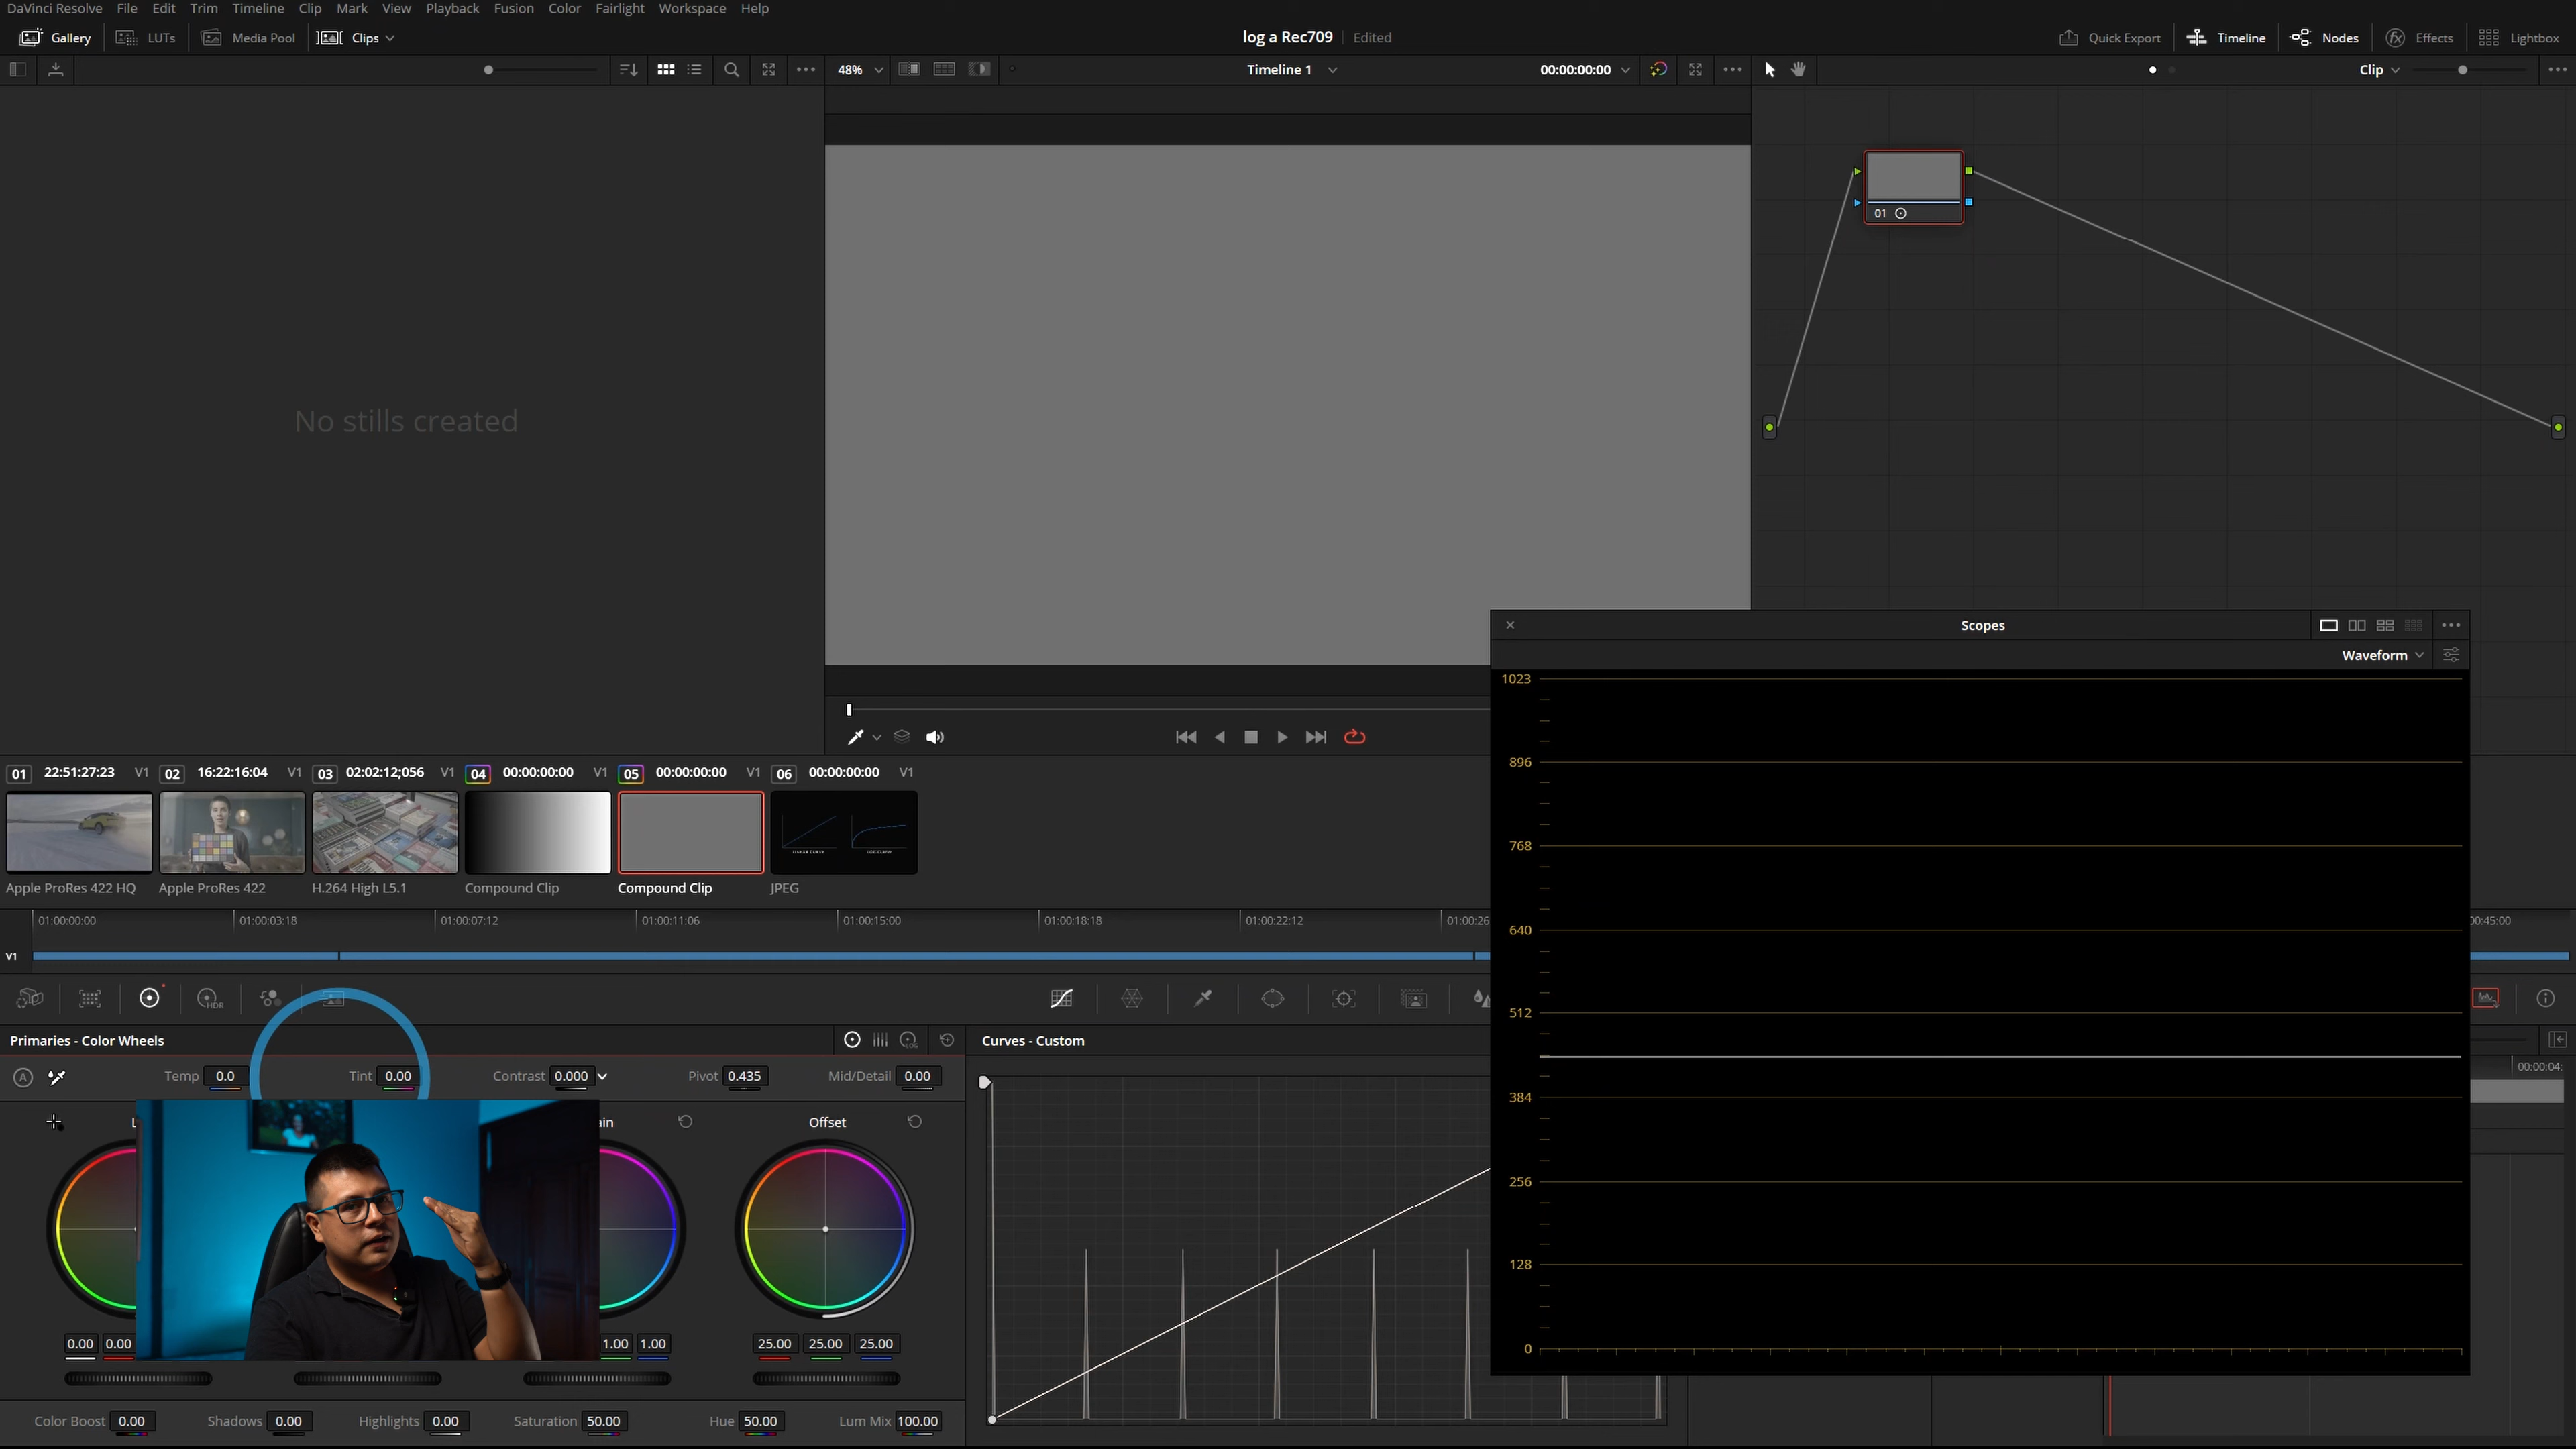 DaVinci Resolve File Edit Trim Timeline Clip Mark View Playback Fusion Color Fairlight Workspace Help
Gallery LUTs Media Pool Clips log a Rec709 Edited Quick Export Timeline Nodes Effects Lightbox
48% Timeline 1 00:00:00:00 Clip
01
No stills created
Scopes
Waveform
1023
896
768
640
512
384
256
128
0
01 22:51:27:23 V1 02 16:22:16:04 V1 03 02:02:12;056 V1 04 00:00:00:00 V1 05 00:00:00:00 V1 06 00:00:00:00 V1
LINEAR CURVE LOG CURVE
Apple ProRes 422 HQ Apple ProRes 422 H.264 High L5.1 Compound Clip Compound Clip JPEG
01:00:00:00 01:00:03:18 01:00:07:12 01:00:11:06 01:00:15:00 01:00:18:18 01:00:22:12 01:00:26 00:45:00
V1
HDR
Primaries - Color Wheels LOG Curves - Custom
A Temp 0.0 Tint 0.00 Contrast 0.000 Pivot 0.435 Mid/Detail 0.00 00:00:04:
L ain Offset
0.00 0.00 1.00 1.00 25.00 25.00 25.00
Color Boost 0.00 Shadows 0.00 Highlights 0.00 Saturation 50.00 Hue 50.00 Lum Mix 100.00